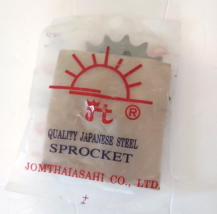 Jt ®
QUALITY JAPANESE STEEL
SPROCKET
JOMTHAIASAHI CO., LTD.